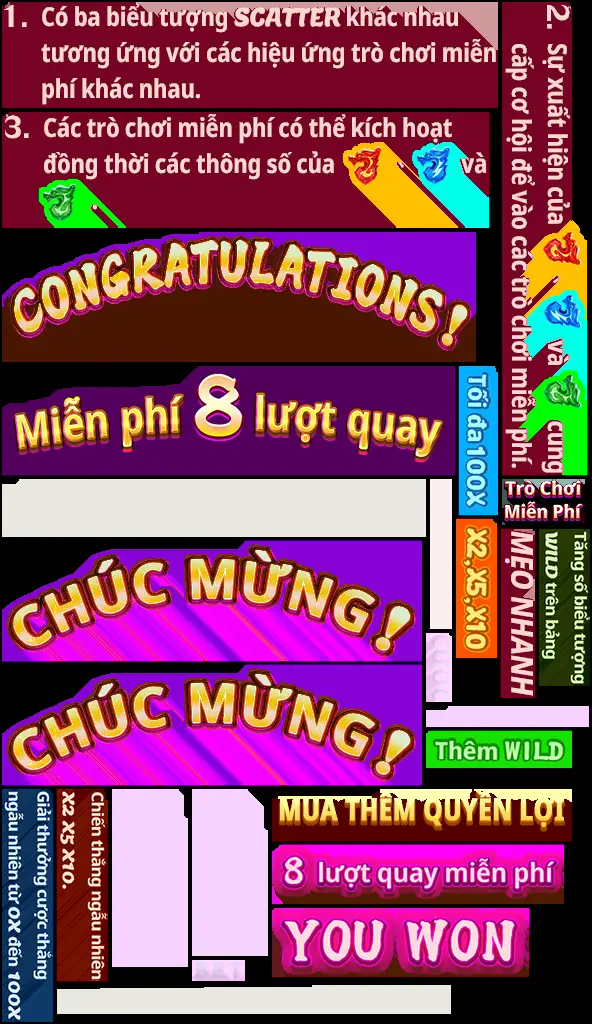 1. Có ba biểu tượng SCATTER khác nhau
tương ứng với các hiệu ứng trò chơi miễn
phí khác nhau.
2. Sự xuất hiện của và cung
cấp cơ hội để vào các trò chơi miễn phí.
3. Các trò chơi miễn phí có thể kích hoạt
đồng thời các thông số của , và
.
CONGRATULATIONS!
Miễn phí 8 lượt quay
Tối đa100X
Trò Chơi
Miễn Phí
X2,X5,X10
MẸO NHANH
Tăng số biểu tượng
WILD trên bảng
CHÚC MỪNG!
CHÚC MỪNG!
Thêm WILD
Giải thưởng cược thắng
ngẫu nhiên từ 0X đến 100X
Chiến thắng ngẫu nhiên
X2 X5 X10.
MUA THÊM QUYỀN LỢI
8 lượt quay miễn phí
YOU WON